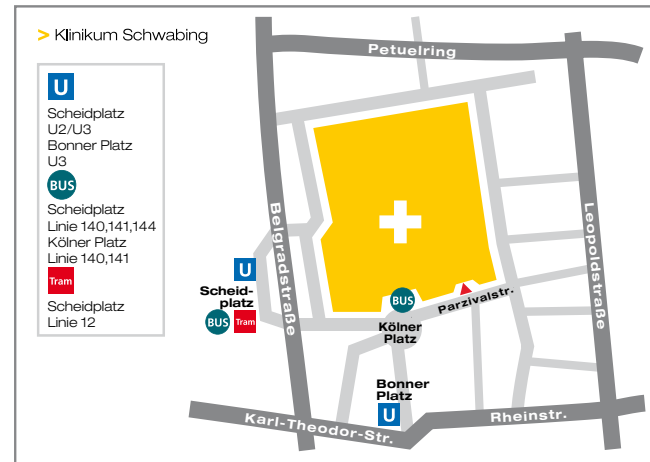 > Klinikum Schwabing
U
Scheidplatz
U2/U3
Bonner Platz
U3
BUS
Scheidplatz
Linie 140,141,144
Kölner Platz
Linie 140,141
Tram
Scheidplatz
Linie 12
Petuelring
Belgradstraße
Leopoldstraße
U
Scheid-
platz
BUS Tram
BUS
Kölner
Platz
Parzivalstr.
Bonner
Platz
U
Karl-Theodor-Str.
Rheinstr.